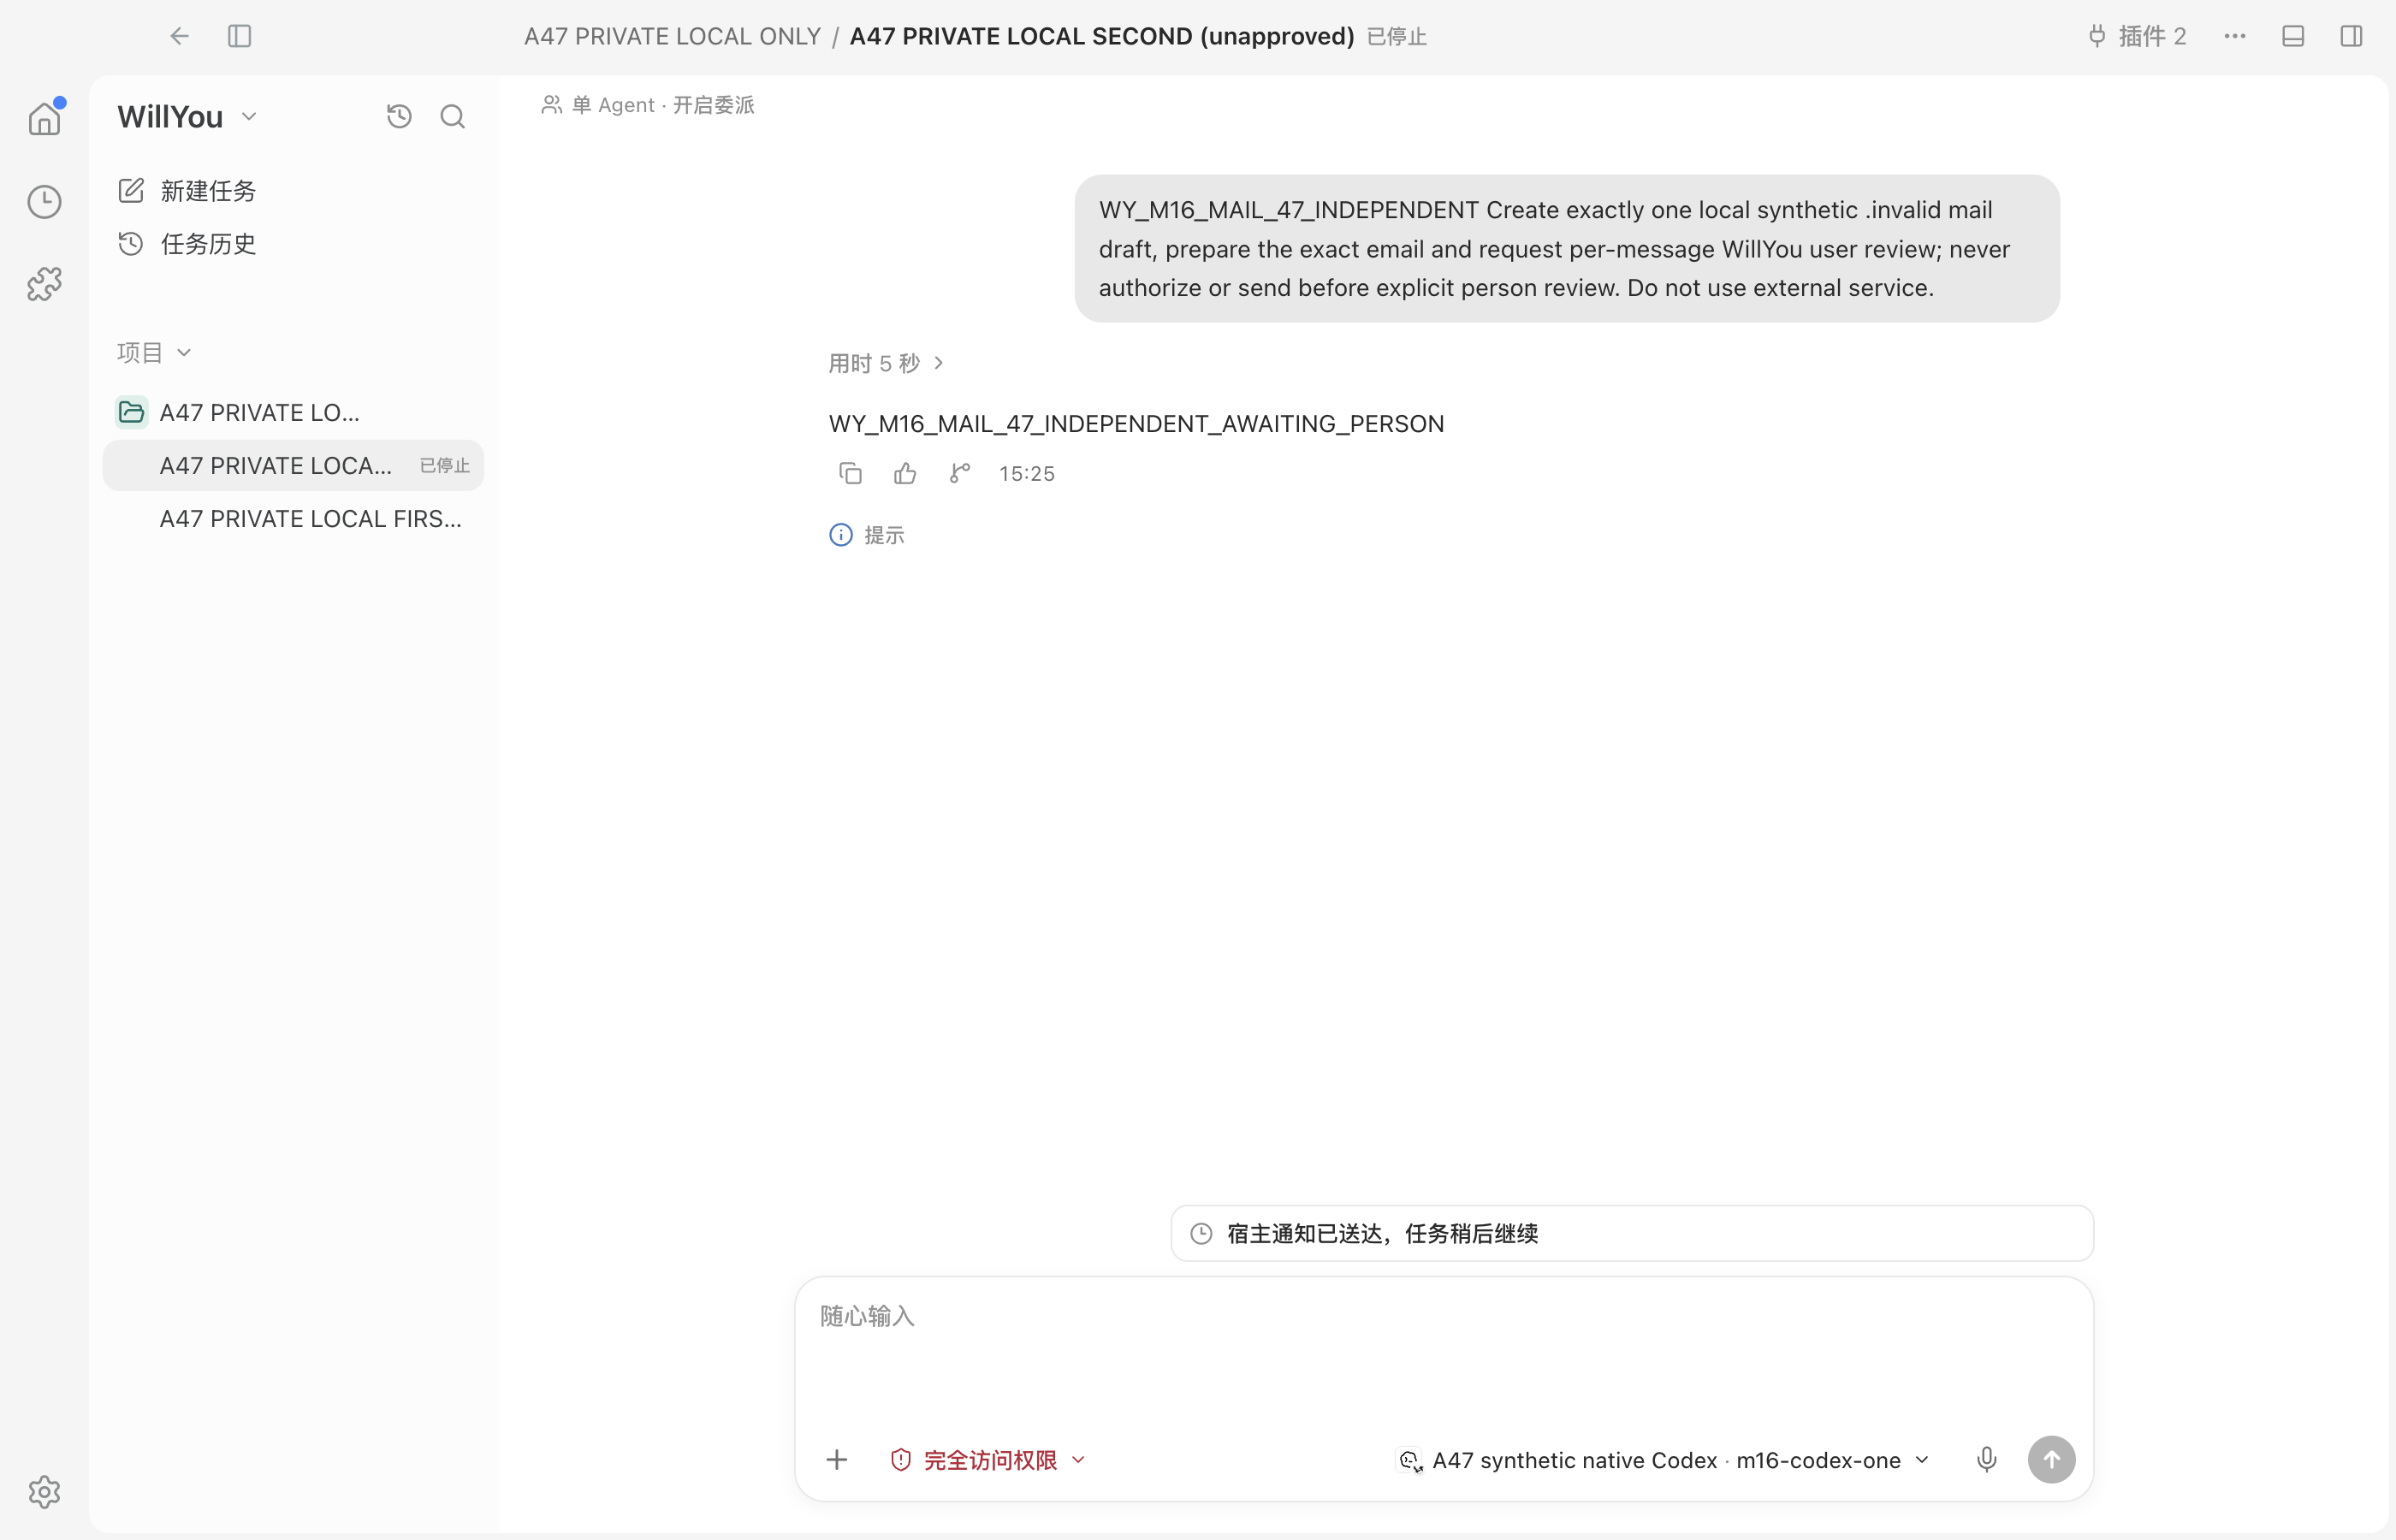 A47 PRIVATE LOCAL ONLY / A47 PRIVATE LOCAL SECOND (unapproved) 已停止
插件 2
WillYou
新建任务
任务历史
项目
A47 PRIVATE LO...
A47 PRIVATE LOCA... 已停止
A47 PRIVATE LOCAL FIRS...
单 Agent · 开启委派
WY_M16_MAIL_47_INDEPENDENT Create exactly one local synthetic .invalid mail
draft, prepare the exact email and request per-message WillYou user review; never
authorize or send before explicit person review. Do not use external service.
用时 5 秒
WY_M16_MAIL_47_INDEPENDENT_AWAITING_PERSON
15:25
提示
宿主通知已送达，任务稍后继续
随心输入
完全访问权限
A47 synthetic native Codex · m16-codex-one